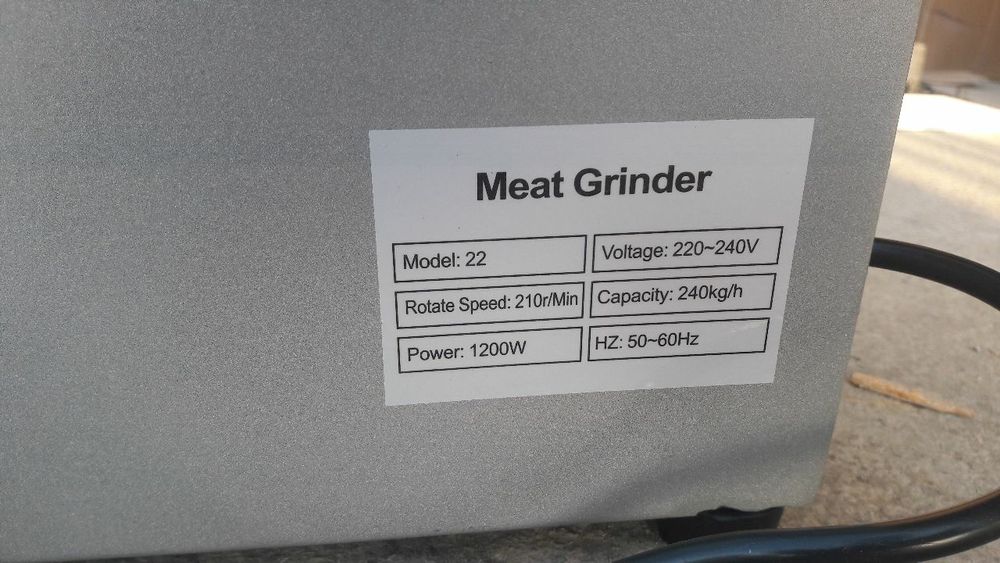 Meat Grinder
Model: 22
Voltage: 220~240V
Rotate Speed: 210r/Min
Capacity: 240kg/h
Power: 1200W
HZ: 50~60Hz